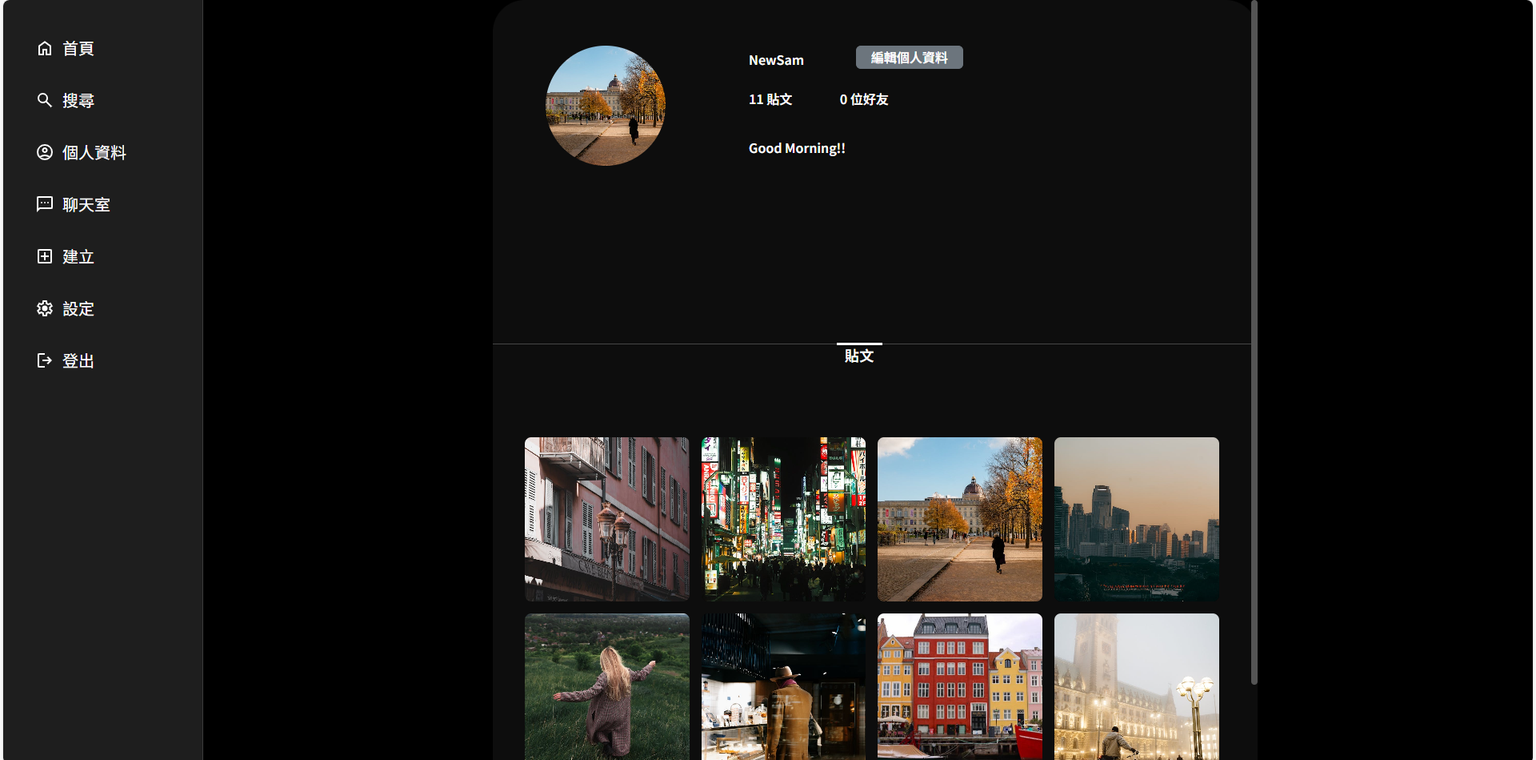 首頁
搜尋
個人資料
聊天室
建立
設定
登出
NewSam
編輯個人資料
11 貼文
0 位好友
Good Morning!!
貼文